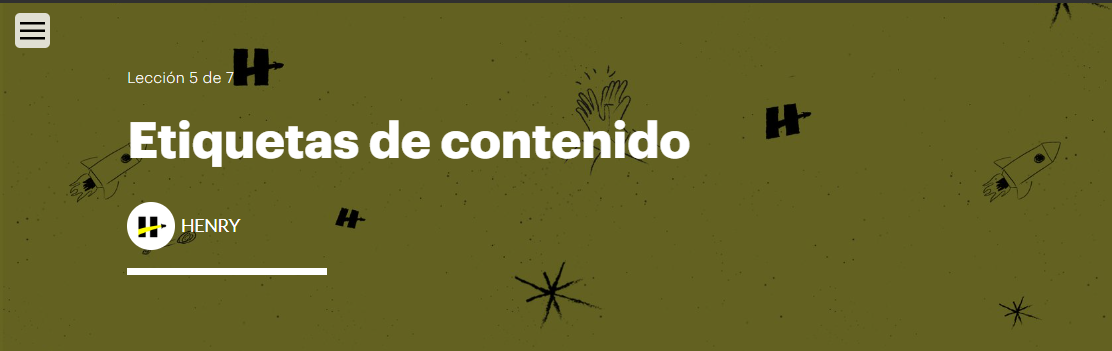 Lección 5 de 7
Etiquetas de contenido
HENRY